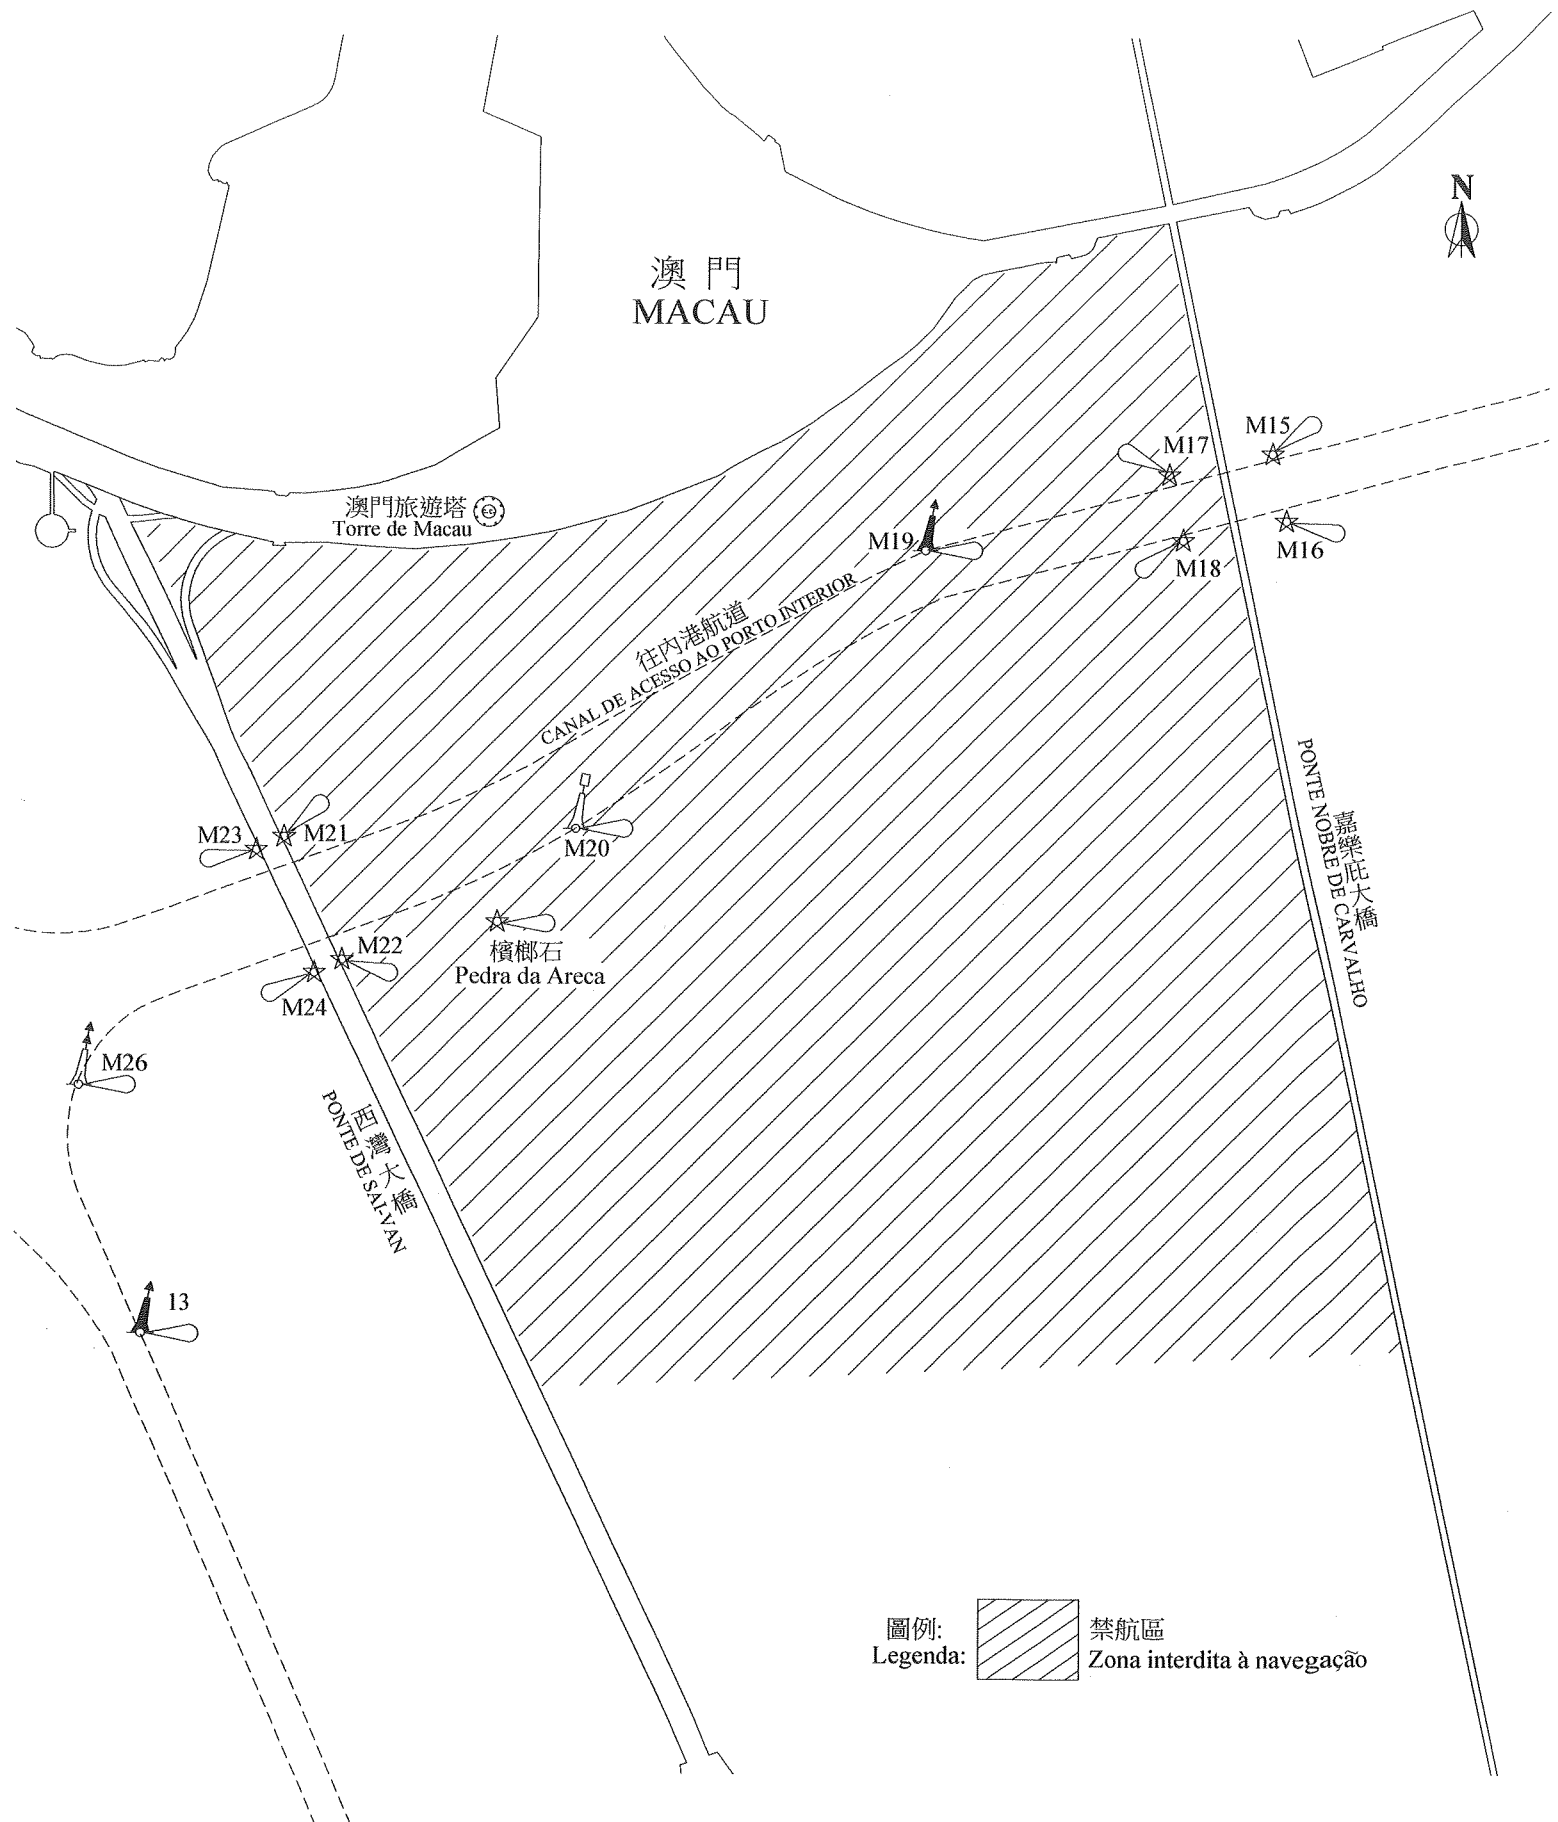 N
澳門
MACAU
M15
M17
澳門旅遊塔
Torre de Macau
M19
M16
M18
往內港航道
CANAL DE ACESSO AO PORTO INTERIOR
M23
M21
M20
嘉樂庇大橋
PONTE NOBRE DE CARVALHO
檳榔石
Pedra da Areca
M22
M24
M26
西灣大橋
PONTE DE SAI-VAN
13
圖例:
Legenda:
禁航區
Zona interdita à navegação